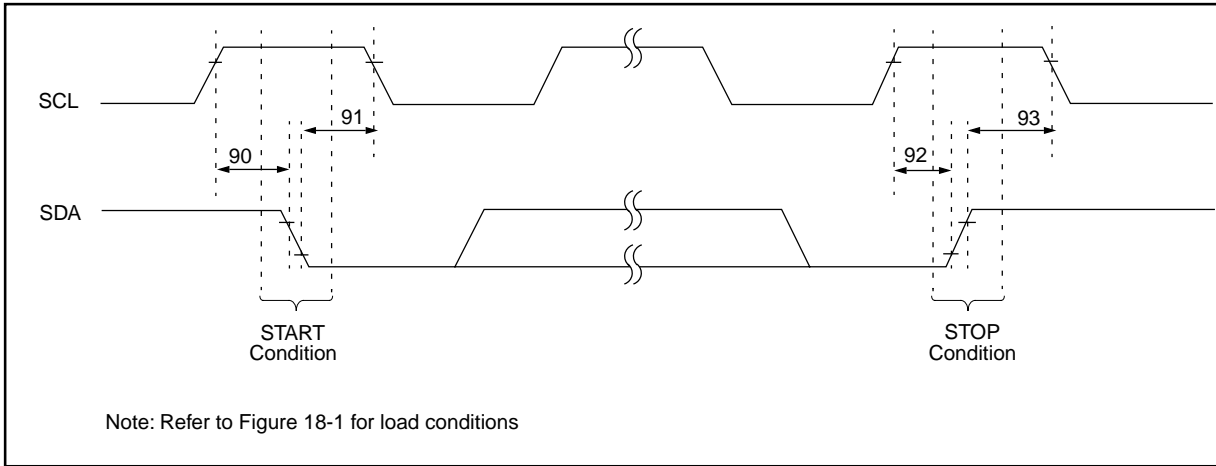 SCL
91
93
90
92
SDA
START
Condition
STOP
Condition
Note: Refer to Figure 18-1 for load conditions